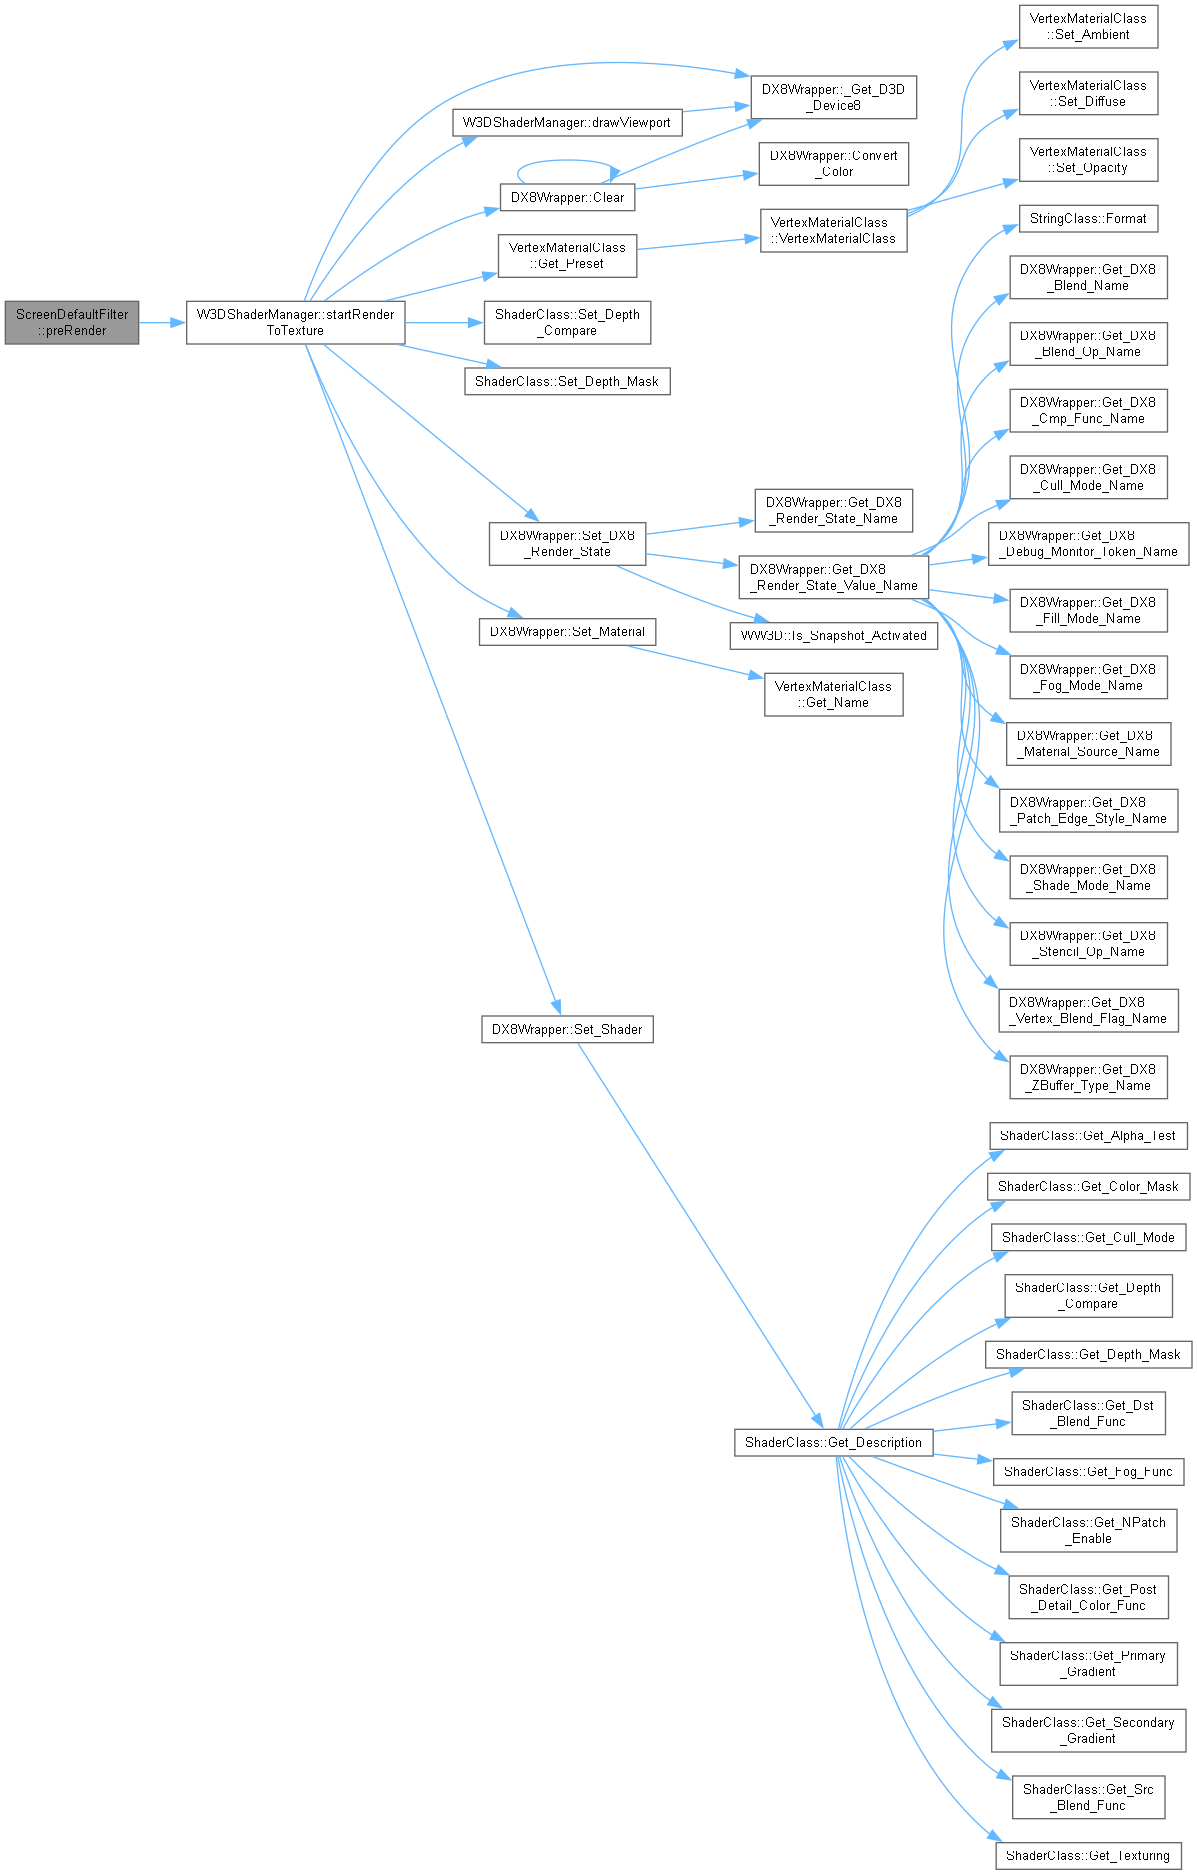 ScreenDefaultFilter
::preRender
W3DShaderManager::startRender
ToTexture
DX8Wrapper::_Get_D3D
_Device8
W3DShaderManager::drawViewport
DX8Wrapper::Clear
DX8Wrapper::Convert
_Color
VertexMaterialClass
::Get_Preset
VertexMaterialClass
::VertexMaterialClass
VertexMaterialClass
::Set_Ambient
VertexMaterialClass
::Set_Diffuse
VertexMaterialClass
::Set_Opacity
ShaderClass::Set_Depth
_Compare
ShaderClass::Set_Depth_Mask
DX8Wrapper::Set_DX8
_Render_State
DX8Wrapper::Get_DX8
_Render_State_Name
DX8Wrapper::Get_DX8
_Render_State_Value_Name
WW3D::Is_Snapshot_Activated
StringClass::Format
DX8Wrapper::Get_DX8
_Blend_Name
DX8Wrapper::Get_DX8
_Blend_Op_Name
DX8Wrapper::Get_DX8
_Cmp_Func_Name
DX8Wrapper::Get_DX8
_Cull_Mode_Name
DX8Wrapper::Get_DX8
_Debug_Monitor_Token_Name
DX8Wrapper::Get_DX8
_Fill_Mode_Name
DX8Wrapper::Get_DX8
_Fog_Mode_Name
DX8Wrapper::Get_DX8
_Material_Source_Name
DX8Wrapper::Get_DX8
_Patch_Edge_Style_Name
DX8Wrapper::Get_DX8
_Shade_Mode_Name
DX8Wrapper::Get_DX8
_Stencil_Op_Name
DX8Wrapper::Get_DX8
_Vertex_Blend_Flag_Name
DX8Wrapper::Get_DX8
_ZBuffer_Type_Name
DX8Wrapper::Set_Material
VertexMaterialClass
::Get_Name
DX8Wrapper::Set_Shader
ShaderClass::Get_Description
ShaderClass::Get_Alpha_Test
ShaderClass::Get_Color_Mask
ShaderClass::Get_Cull_Mode
ShaderClass::Get_Depth
_Compare
ShaderClass::Get_Depth_Mask
ShaderClass::Get_Dst
_Blend_Func
ShaderClass::Get_Fog_Func
ShaderClass::Get_NPatch
_Enable
ShaderClass::Get_Post
_Detail_Color_Func
ShaderClass::Get_Primary
_Gradient
ShaderClass::Get_Secondary
_Gradient
ShaderClass::Get_Src
_Blend_Func
ShaderClass::Get_Texturing